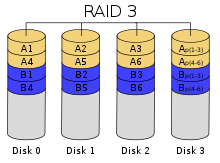 RAID 3
A1 A2 A3 Ap(1-3)
A4 A5 A6 Ap(4-6)
B1 B2 B3 Bp(1-3)
B4 B5 B6 Bp(4-6)
Disk 0 Disk 1 Disk 2 Disk 3